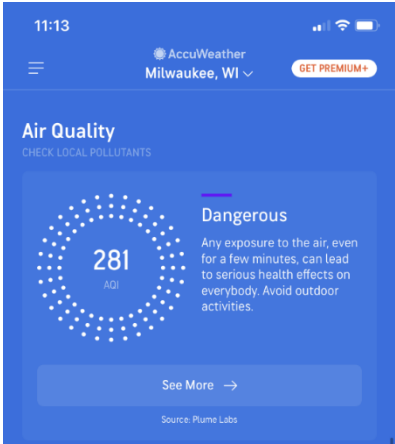 11:13
AccuWeather
Milwaukee, WI
GET PREMIUM+
Air Quality
CHECK LOCAL POLLUTANTS
281
AQI
Dangerous
Any exposure to the air, even
for a few minutes, can lead
to serious health effects on
everybody. Avoid outdoor
activities.
See More →
Source: Plume Labs